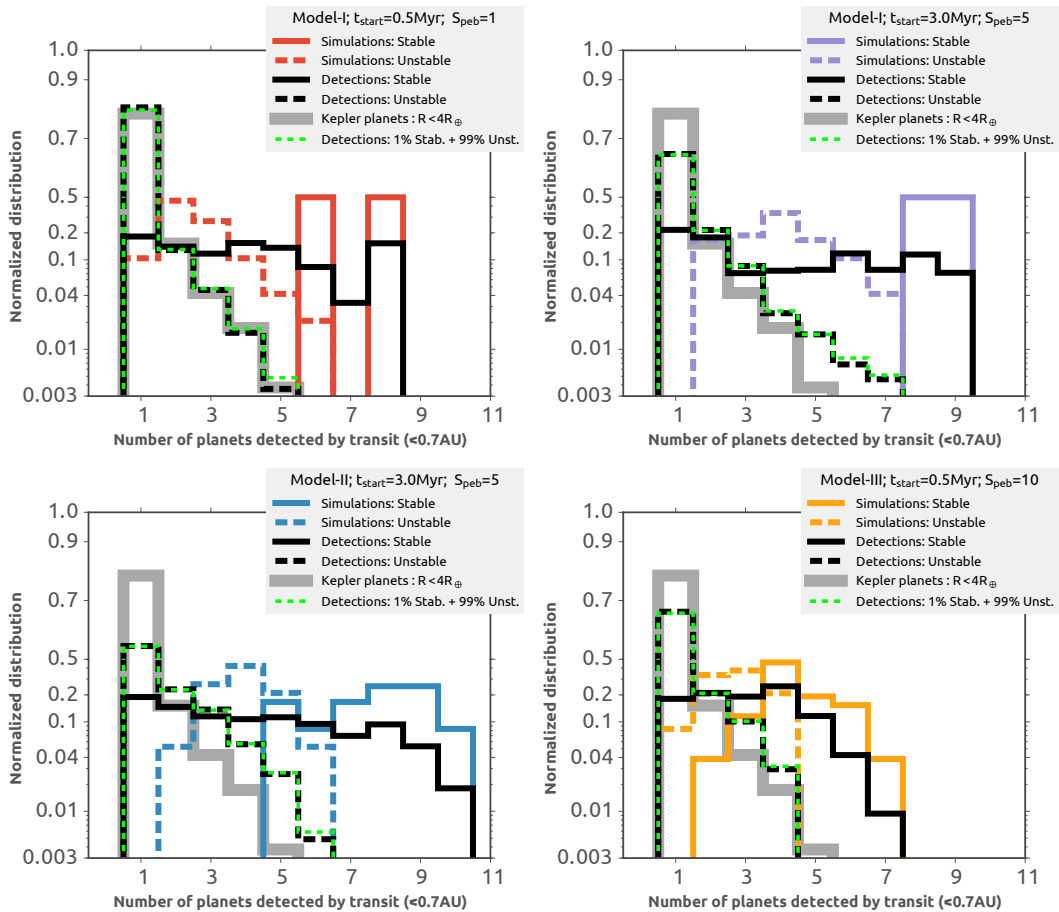 Model-I; tstart=0.5Myr; Speb=1
Simulations: Stable
Simulations: Unstable
Detections: Stable
Detections: Unstable
Kepler planets : R<4R⊕
Detections: 1% Stab. + 99% Unst.
1.0
0.9
0.7
0.5
0.2
0.1
0.04
0.01
0.003
Normalized distribution
1 3 5 7 9 11
Number of planets detected by transit (<0.7AU)
Model-I; tstart=3.0Myr; Speb=5
Simulations: Stable
Simulations: Unstable
Detections: Stable
Detections: Unstable
Kepler planets : R<4R⊕
Detections: 1% Stab. + 99% Unst.
1.0
0.9
0.7
0.5
0.2
0.1
0.04
0.01
0.003
Normalized distribution
1 3 5 7 9 11
Number of planets detected by transit (<0.7AU)
Model-II; tstart=3.0Myr; Speb=5
Simulations: Stable
Simulations: Unstable
Detections: Stable
Detections: Unstable
Kepler planets : R<4R⊕
Detections: 1% Stab. + 99% Unst.
1.0
0.9
0.7
0.5
0.2
0.1
0.04
0.01
0.003
Normalized distribution
1 3 5 7 9 11
Number of planets detected by transit (<0.7AU)
Model-III; tstart=0.5Myr; Speb=10
Simulations: Stable
Simulations: Unstable
Detections: Stable
Detections: Unstable
Kepler planets : R<4R⊕
Detections: 1% Stab. + 99% Unst.
1.0
0.9
0.7
0.5
0.2
0.1
0.04
0.01
0.003
Normalized distribution
1 3 5 7 9 11
Number of planets detected by transit (<0.7AU)